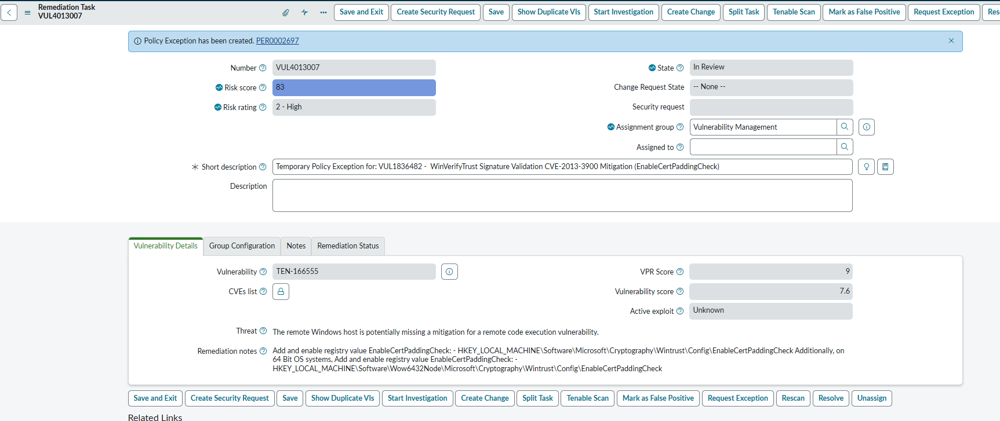 Remediation Task
VUL4013007
Save and Exit Create Security Request Save Show Duplicate VIs Start Investigation Create Change Split Task Tenable Scan Mark as False Positive Request Exception Res
Policy Exception has been created. PER0002697
Number VUL4013007
State In Review
Risk score 83
Change Request State -- None --
Risk rating 2 - High
Security request
Assignment group Vulnerability Management
Assigned to
Short description Temporary Policy Exception for: VUL1836482 - WinVerifyTrust Signature Validation CVE-2013-3900 Mitigation (EnableCertPaddingCheck)
Description
Vulnerability Details Group Configuration Notes Remediation Status
Vulnerability TEN-166555
VPR Score 9
CVEs list
Vulnerability score 7.6
Active exploit Unknown
Threat The remote Windows host is potentially missing a mitigation for a remote code execution vulnerability.
Remediation notes Add and enable registry value EnableCertPaddingCheck: - HKEY_LOCAL_MACHINE\Software\Microsoft\Cryptography\Wintrust\Config\EnableCertPaddingCheck Additionally, on
64 Bit OS systems, Add and enable registry value EnableCertPaddingCheck: -
HKEY_LOCAL_MACHINE\Software\Wow6432Node\Microsoft\Cryptography\Wintrust\Config\EnableCertPaddingCheck
Save and Exit Create Security Request Save Show Duplicate VIs Start Investigation Create Change Split Task Tenable Scan Mark as False Positive Request Exception Rescan Resolve Unassign
Related Links